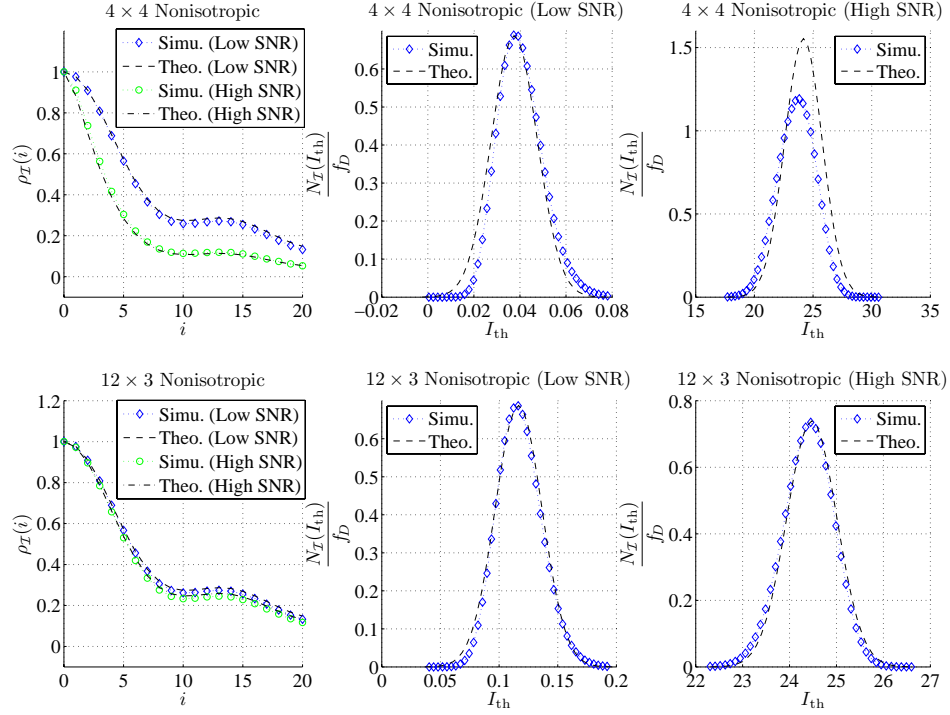 4 × 4 Nonisotropic
Simu. (Low SNR)
Theo. (Low SNR)
Simu. (High SNR)
Theo. (High SNR)
1
0.8
0.6
0.4
0.2
0
ρ_I(i)
0 5 10 15 20
i
4 × 4 Nonisotropic (Low SNR)
Simu.
Theo.
0.6
0.5
0.4
0.3
0.2
0.1
0
N_I(I_th)
f_D
−0.02 0 0.02 0.04 0.06 0.08
I_th
4 × 4 Nonisotropic (High SNR)
Simu.
Theo.
1.5
1
0.5
0
N_I(I_th)
f_D
15 20 25 30 35
I_th
12 × 3 Nonisotropic
Simu. (Low SNR)
Theo. (Low SNR)
Simu. (High SNR)
Theo. (High SNR)
1.2
1
0.8
0.6
0.4
0.2
0
ρ_I(i)
0 5 10 15 20
i
12 × 3 Nonisotropic (Low SNR)
Simu.
Theo.
0.6
0.5
0.4
0.3
0.2
0.1
0
N_I(I_th)
f_D
0 0.05 0.1 0.15 0.2
I_th
12 × 3 Nonisotropic (High SNR)
Simu.
Theo.
0.8
0.6
0.4
0.2
0
N_I(I_th)
f_D
22 23 24 25 26 27
I_th